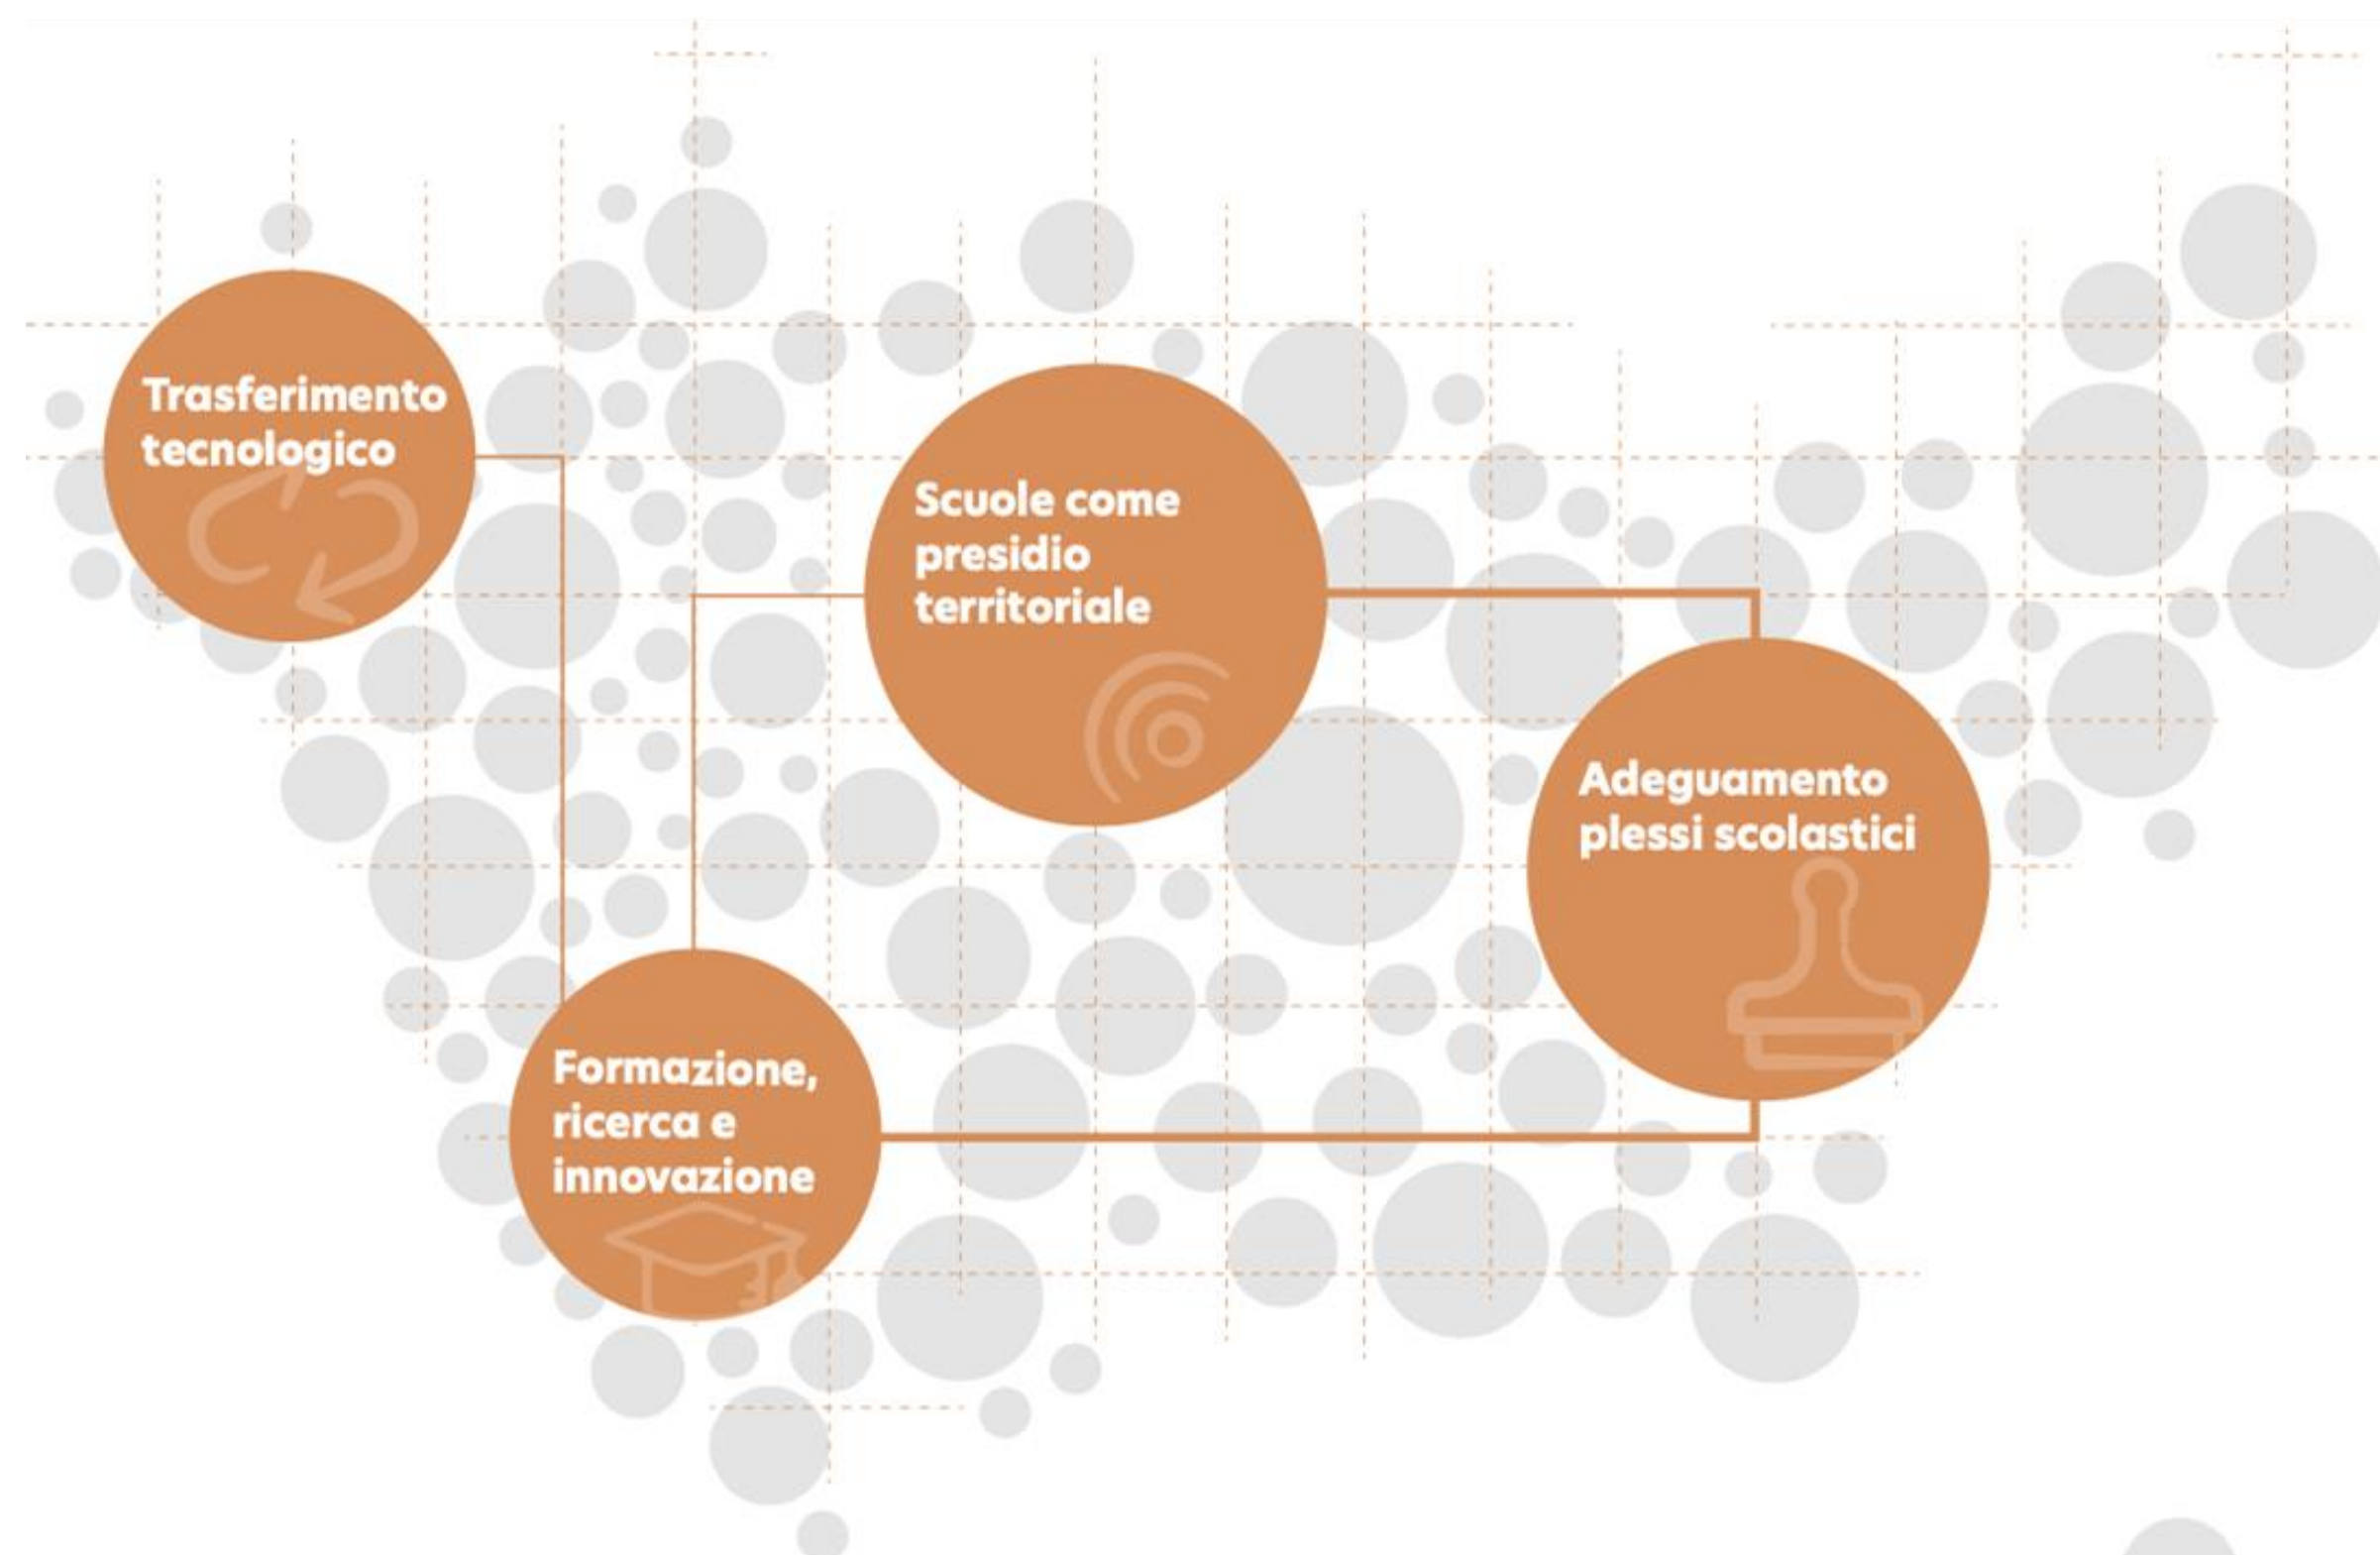 Trasferimento
tecnologico
Scuole come
presidio
territoriale
Adeguamento
plessi scolastici
Formazione,
ricerca e
innovazione